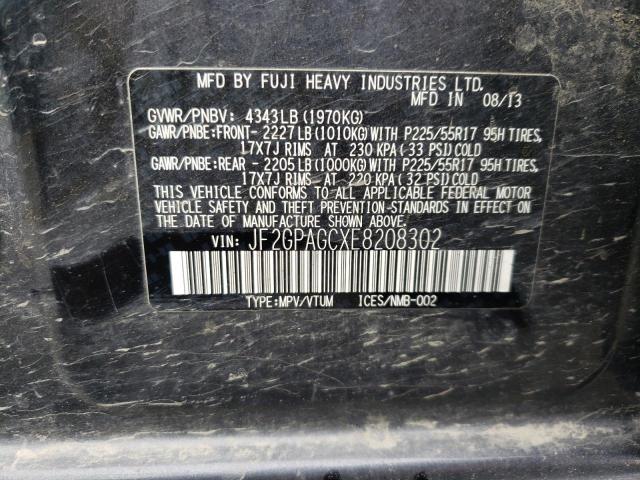 MFD BY FUJI HEAVY INDUSTRIES LTD.
MFD IN 08/13
GVWR/PNBV: 4343LB(1970KG)
GAWR/PNBE:FRONT- 2227LB(1010KG)WITH P225/55R17 95H TIRES,
17X7J RIMS AT 230 KPA( 33 PSI)COLD
GAWR/PNBE:REAR - 2205LB(1000KG)WITH P225/55R17 95H TIRES,
17X7J RIMS AT 220 KPA( 32 PSI)COLD
THIS VEHICLE CONFORMS TO ALL APPLICABLE FEDERAL MOTOR
VEHICLE SAFETY, BUMPER, AND THEFT PREVENTION STANDARDS IN EFFECT ON
THE DATE OF MANUFACTURE SHOWN ABOVE.
VIN: JF2GPAGCXE8208302
TYPE:MPV/VTUM ICES/NMB-002